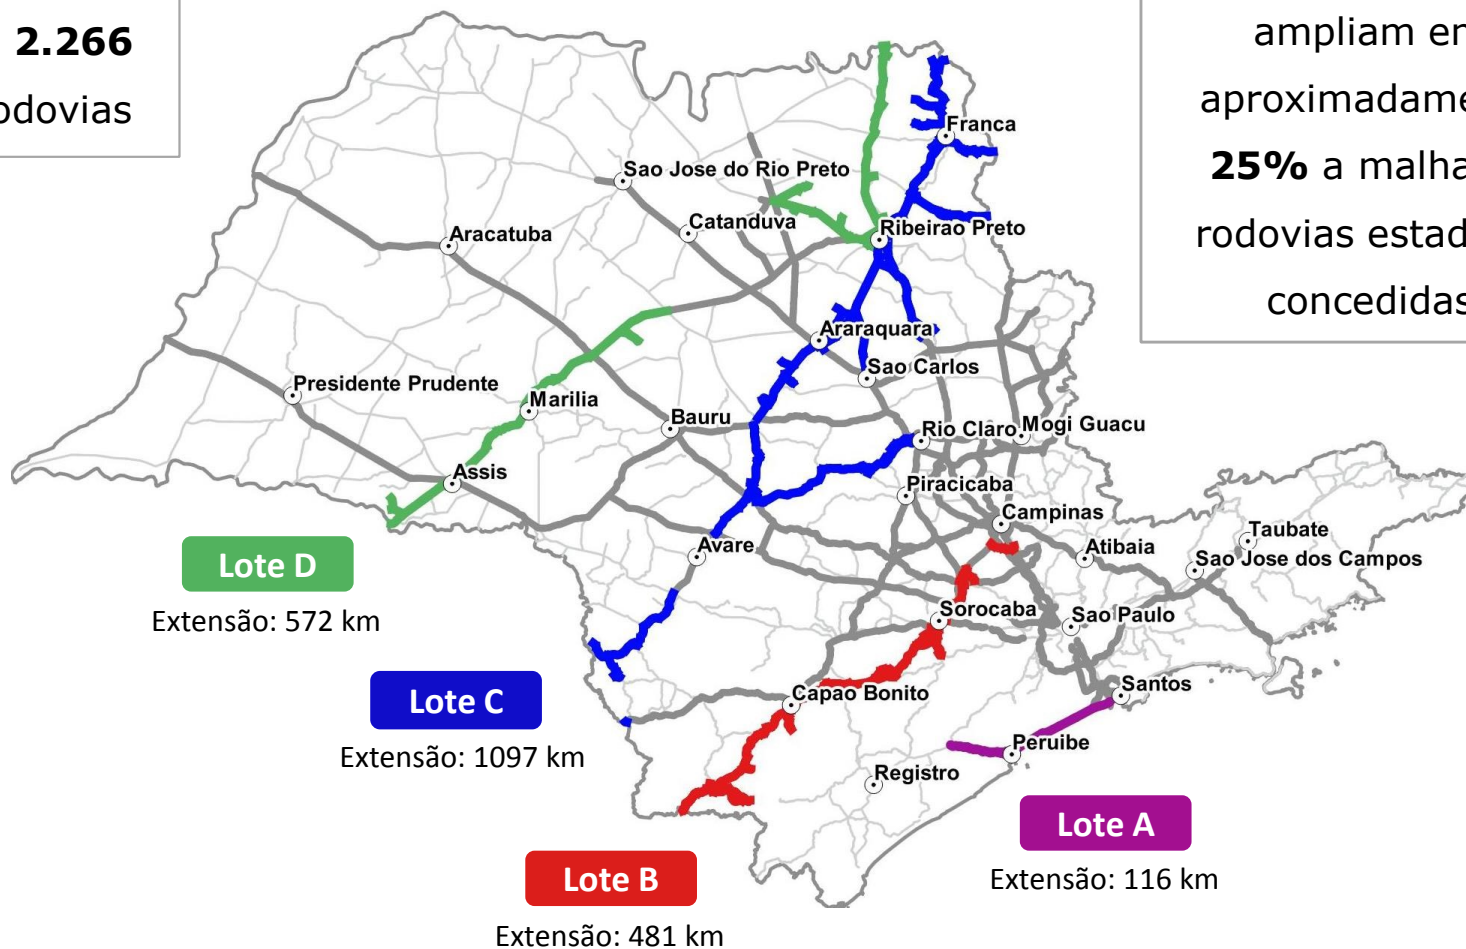 2.266
odovias
ampliam en
aproximadame
25% a malha
rodovias estad
concedidas
Franca
Sao Jose do Rio Preto
Catanduva
Ribeirao Preto
Aracatuba
Araraquara
Sao Carlos
Presidente Prudente
Marilia
Bauru
Rio Claro
Mogi Guacu
Assis
Piracicaba
Campinas
Taubate
Avare
Atibaia
Sao Jose dos Campos
Lote D
Extensão: 572 km
Sorocaba
Sao Paulo
Lote C
Extensão: 1097 km
Capao Bonito
Santos
Peruibe
Registro
Lote A
Extensão: 116 km
Lote B
Extensão: 481 km